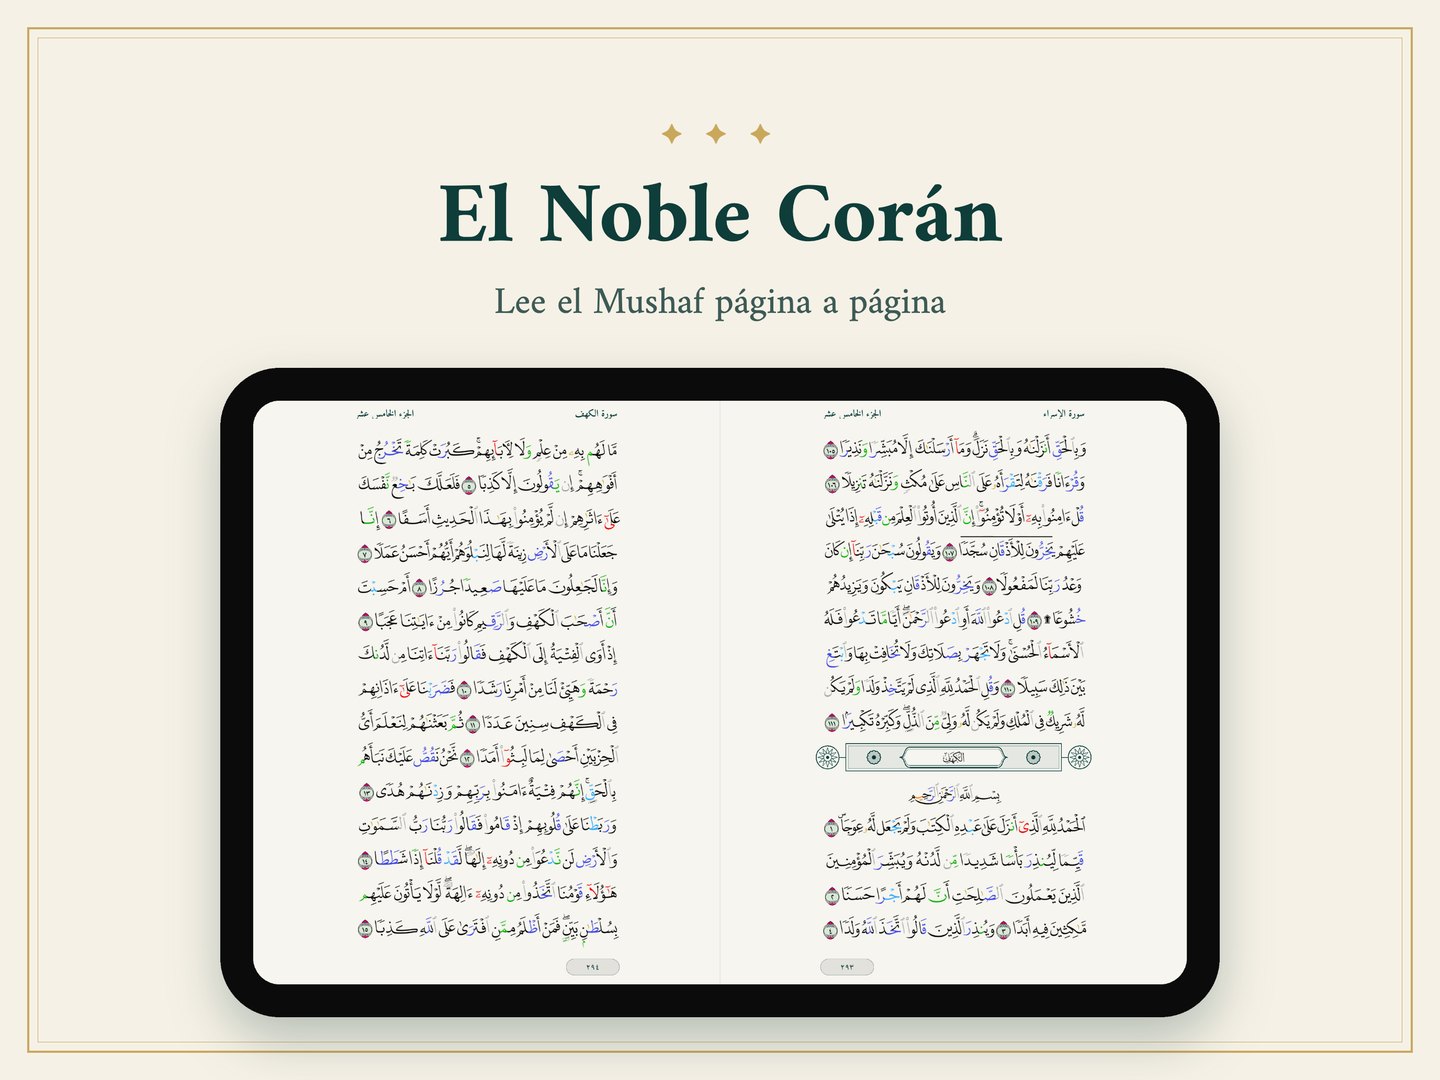 El Noble Corán
Lee el Mushaf página a página
سورة الإسراء
الجزء الخامس عشر
وَبِٱلْحَقِّ أَنزَلْنَٰهُ وَبِٱلْحَقِّ نَزَلَ ۗ وَمَآ أَرْسَلْنَٰكَ إِلَّا مُبَشِّرًا وَنَذِيرًا ١٠٥
وَقُرْءَانًا فَرَقْنَٰهُ لِتَقْرَأَهُۥ عَلَى ٱلنَّاسِ عَلَىٰ مُكْثٍ وَنَزَّلْنَٰهُ تَنزِيلًا ١٠٦
قُلْ ءَامِنُوا۟ بِهِۦٓ أَوْ لَا تُؤْمِنُوٓا۟ ۚ إِنَّ ٱلَّذِينَ أُوتُوا۟ ٱلْعِلْمَ مِن قَبْلِهِۦٓ إِذَا يُتْلَىٰ
عَلَيْهِمْ يَخِرُّونَ لِلْأَذْقَانِ سُجَّدًا ١٠٧ وَيَقُولُونَ سُبْحَٰنَ رَبِّنَآ إِن كَانَ
وَعْدُ رَبِّنَا لَمَفْعُولًا ١٠٨ وَيَخِرُّونَ لِلْأَذْقَانِ يَبْكُونَ وَيَزِيدُهُمْ
خُشُوعًا ۩ ١٠٩ قُلِ ٱدْعُوا۟ ٱللَّهَ أَوِ ٱدْعُوا۟ ٱلرَّحْمَٰنَ ۖ أَيًّا مَّا تَدْعُوا۟ فَلَهُ
ٱلْأَسْمَآءُ ٱلْحُسْنَىٰ ۚ وَلَا تَجْهَرْ بِصَلَاتِكَ وَلَا تُخَافِتْ بِهَا وَٱبْتَغِ
بَيْنَ ذَٰلِكَ سَبِيلًا ١١٠ وَقُلِ ٱلْحَمْدُ لِلَّهِ ٱلَّذِى لَمْ يَتَّخِذْ وَلَدًا وَلَمْ يَكُن
لَّهُۥ شَرِيكٌ فِى ٱلْمُلْكِ وَلَمْ يَكُن لَّهُۥ وَلِىٌّ مِّنَ ٱلذُّلِّ ۖ وَكَبِّرْهُ تَكْبِيرًۢا ١١١
الكهف
بِسْمِ ٱللَّهِ ٱلرَّحْمَٰنِ ٱلرَّحِيمِ
ٱلْحَمْدُ لِلَّهِ ٱلَّذِىٓ أَنزَلَ عَلَىٰ عَبْدِهِ ٱلْكِتَٰبَ وَلَمْ يَجْعَل لَّهُۥ عِوَجَاۜ ١
قَيِّمًا لِّيُنذِرَ بَأْسًا شَدِيدًا مِّن لَّدُنْهُ وَيُبَشِّرَ ٱلْمُؤْمِنِينَ
ٱلَّذِينَ يَعْمَلُونَ ٱلصَّٰلِحَٰتِ أَنَّ لَهُمْ أَجْرًا حَسَنًا ٢
مَّٰكِثِينَ فِيهِ أَبَدًا ٣ وَيُنذِرَ ٱلَّذِينَ قَالُوا۟ ٱتَّخَذَ ٱللَّهُ وَلَدًا ٤
٢٩٣
سورة الكهف
الجزء الخامس عشر
مَّا لَهُم بِهِۦ مِنْ عِلْمٍ وَلَا لِءَابَآئِهِمْ ۚ كَبُرَتْ كَلِمَةً تَخْرُجُ مِنْ
أَفْوَٰهِهِمْ ۚ إِن يَقُولُونَ إِلَّا كَذِبًا ٥ فَلَعَلَّكَ بَٰخِعٌ نَّفْسَكَ
عَلَىٰٓ ءَاثَٰرِهِمْ إِن لَّمْ يُؤْمِنُوا۟ بِهَٰذَا ٱلْحَدِيثِ أَسَفًا ٦ إِنَّا
جَعَلْنَا مَا عَلَى ٱلْأَرْضِ زِينَةً لَّهَا لِنَبْلُوَهُمْ أَيُّهُمْ أَحْسَنُ عَمَلًا ٧
وَإِنَّا لَجَٰعِلُونَ مَا عَلَيْهَا صَعِيدًا جُرُزًا ٨ أَمْ حَسِبْتَ
أَنَّ أَصْحَٰبَ ٱلْكَهْفِ وَٱلرَّقِيمِ كَانُوا۟ مِنْ ءَايَٰتِنَا عَجَبًا ٩
إِذْ أَوَى ٱلْفِتْيَةُ إِلَى ٱلْكَهْفِ فَقَالُوا۟ رَبَّنَآ ءَاتِنَا مِن لَّدُنكَ
رَحْمَةً وَهَيِّئْ لَنَا مِنْ أَمْرِنَا رَشَدًا ١٠ فَضَرَبْنَا عَلَىٰٓ ءَاذَانِهِمْ
فِى ٱلْكَهْفِ سِنِينَ عَدَدًا ١١ ثُمَّ بَعَثْنَٰهُمْ لِنَعْلَمَ أَىُّ
ٱلْحِزْبَيْنِ أَحْصَىٰ لِمَا لَبِثُوٓا۟ أَمَدًا ١٢ نَّحْنُ نَقُصُّ عَلَيْكَ نَبَأَهُم
بِٱلْحَقِّ ۚ إِنَّهُمْ فِتْيَةٌ ءَامَنُوا۟ بِرَبِّهِمْ وَزِدْنَٰهُمْ هُدًى ١٣
وَرَبَطْنَا عَلَىٰ قُلُوبِهِمْ إِذْ قَامُوا۟ فَقَالُوا۟ رَبُّنَا رَبُّ ٱلسَّمَٰوَٰتِ
وَٱلْأَرْضِ لَن نَّدْعُوَا۟ مِن دُونِهِۦٓ إِلَٰهًا ۖ لَّقَدْ قُلْنَآ إِذًا شَطَطًا ١٤
هَٰٓؤُلَآءِ قَوْمُنَا ٱتَّخَذُوا۟ مِن دُونِهِۦٓ ءَالِهَةً ۖ لَّوْلَا يَأْتُونَ عَلَيْهِم
بِسُلْطَٰنٍۭ بَيِّنٍ ۖ فَمَنْ أَظْلَمُ مِمَّنِ ٱفْتَرَىٰ عَلَى ٱللَّهِ كَذِبًا ١٥
٢٩٤